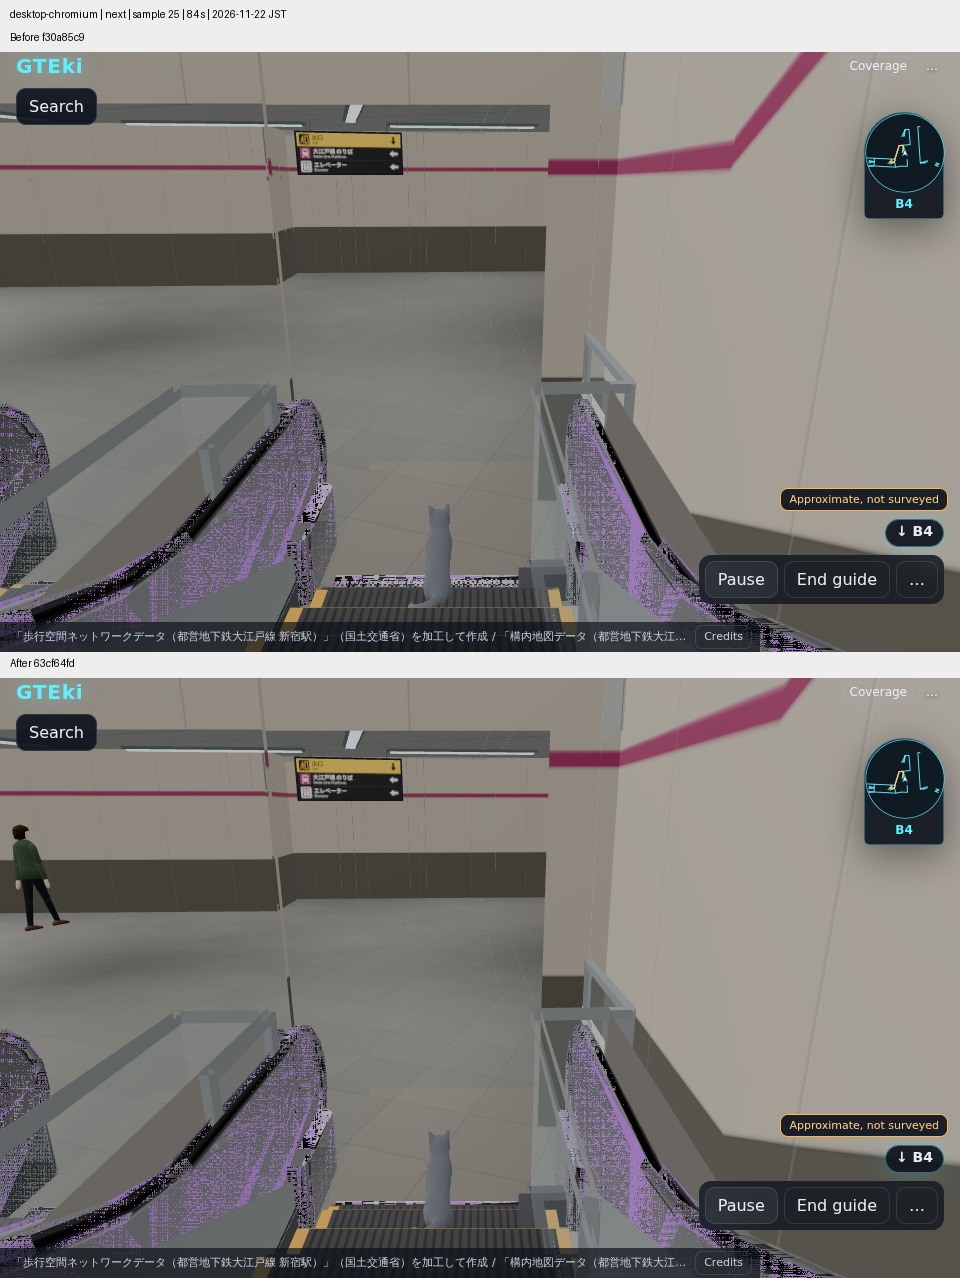 desktop-chromium | next | sample 25 | 84s | 2026-11-22 JST
Before f30a85c9
GTEki
Coverage ...
Search
出口
大江戸線 のりば
エレベーター
Elevator
B4
Approximate, not surveyed
↓ B4
Pause End guide ...
「歩行空間ネットワークデータ（都営地下鉄大江戸線 新宿駅）」（国土交通省）を加工して作成 / 「構内地図データ（都営地下鉄大江... Credits
After 63cf64fd
GTEki
Coverage ...
Search
出口
大江戸線 のりば
エレベーター
Elevator
B4
Approximate, not surveyed
↓ B4
Pause End guide ...
「歩行空間ネットワークデータ（都営地下鉄大江戸線 新宿駅）」（国土交通省）を加工して作成 / 「構内地図データ（都営地下鉄大江... Credits